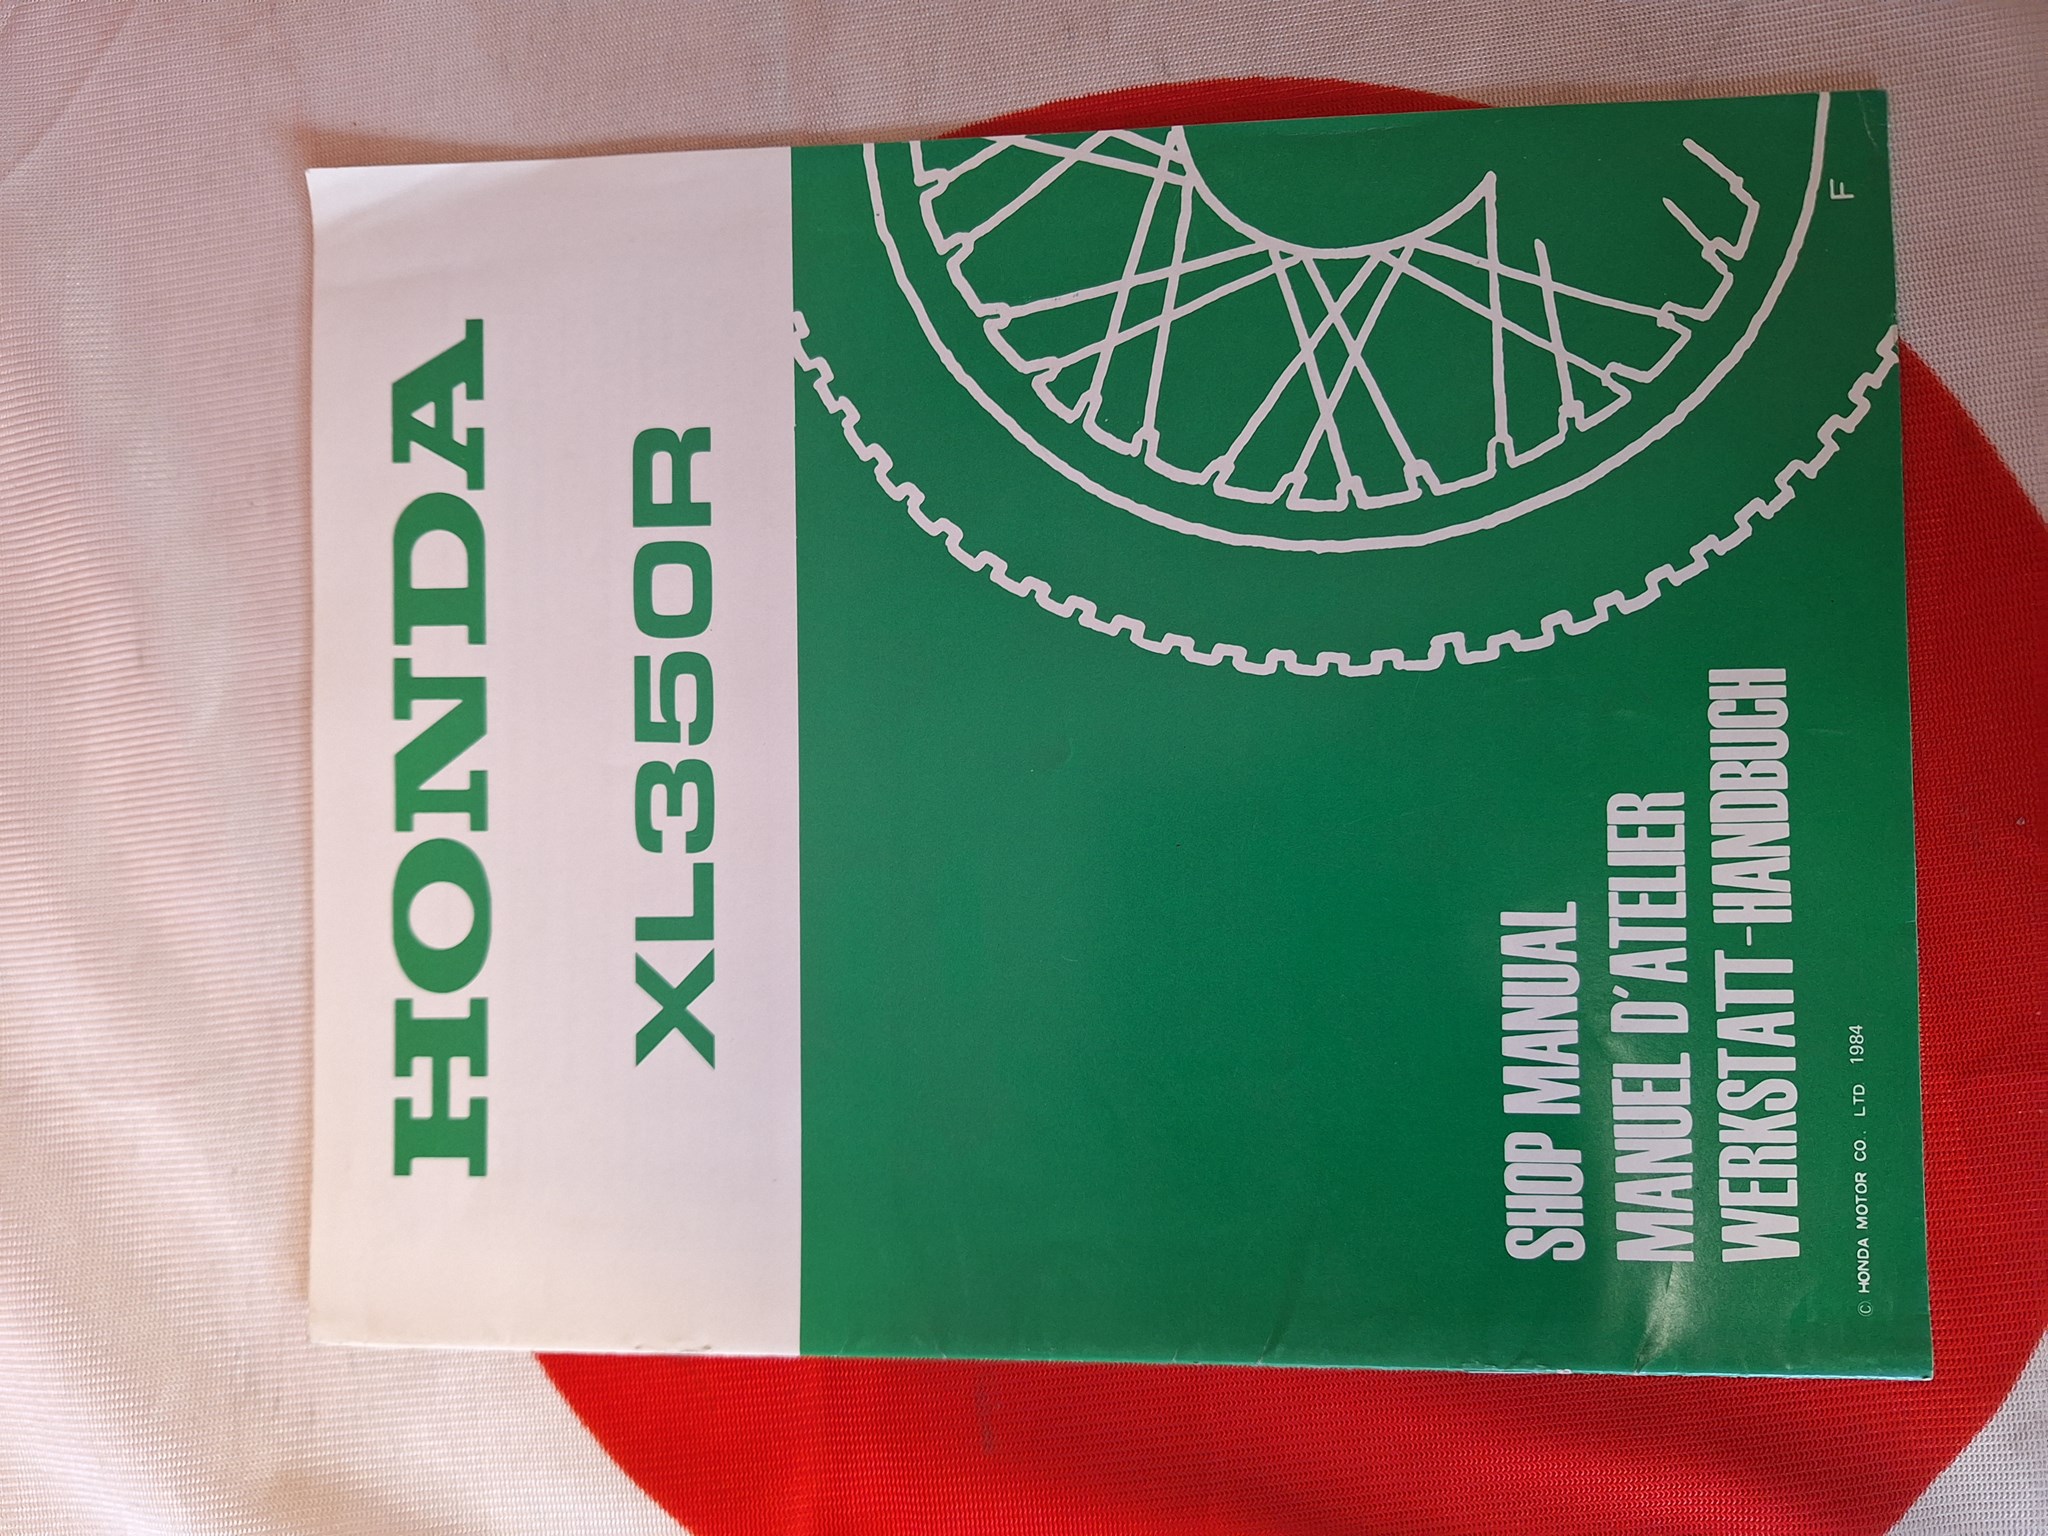 HONDA
XL350R
SHOP MANUAL
MANUEL D'ATELIER
WERKSTATT-HANDBUCH
© HONDA MOTOR CO., LTD 1984
F